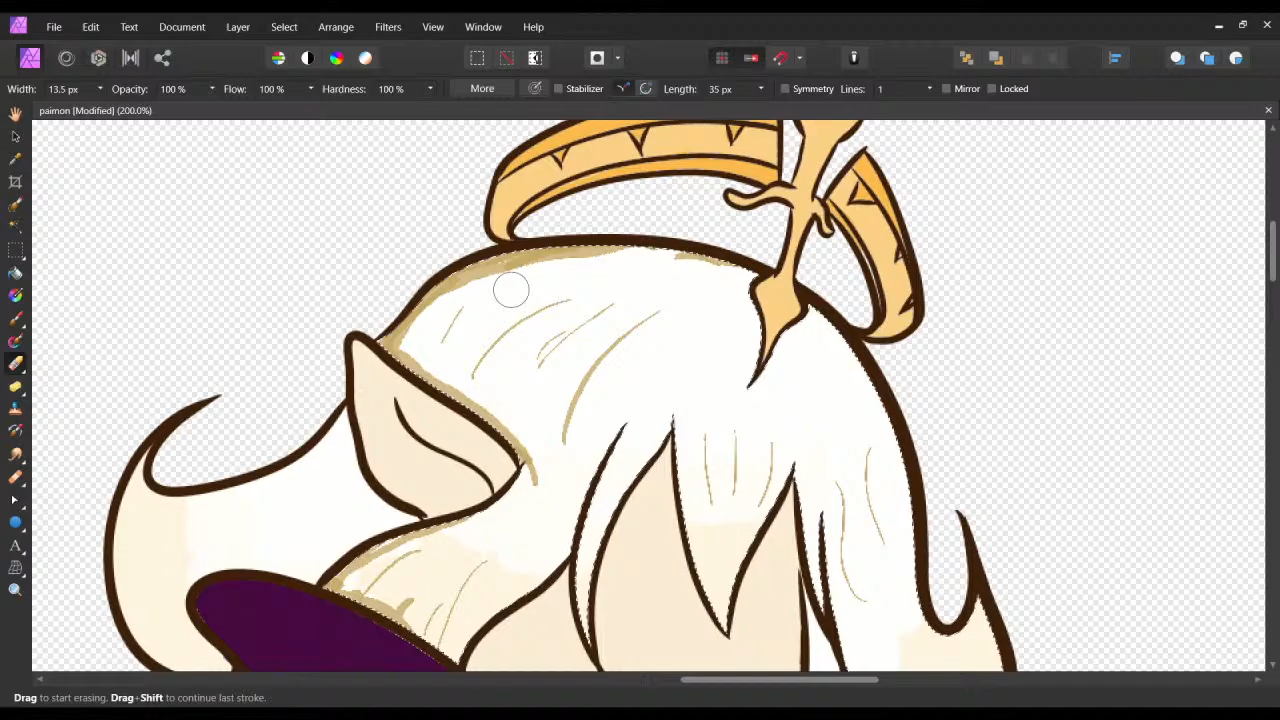 File Edit Text Document Layer Select Arrange Filters View Window Help
Width: 13.5 px Opacity: 100 % Flow: 100 % Hardness: 100 % More Stabilizer Length: 35 px Symmetry Lines: 1 Mirror Locked
paimon [Modified] (200.0%)
Drag to start erasing. Drag+Shift to continue last stroke.